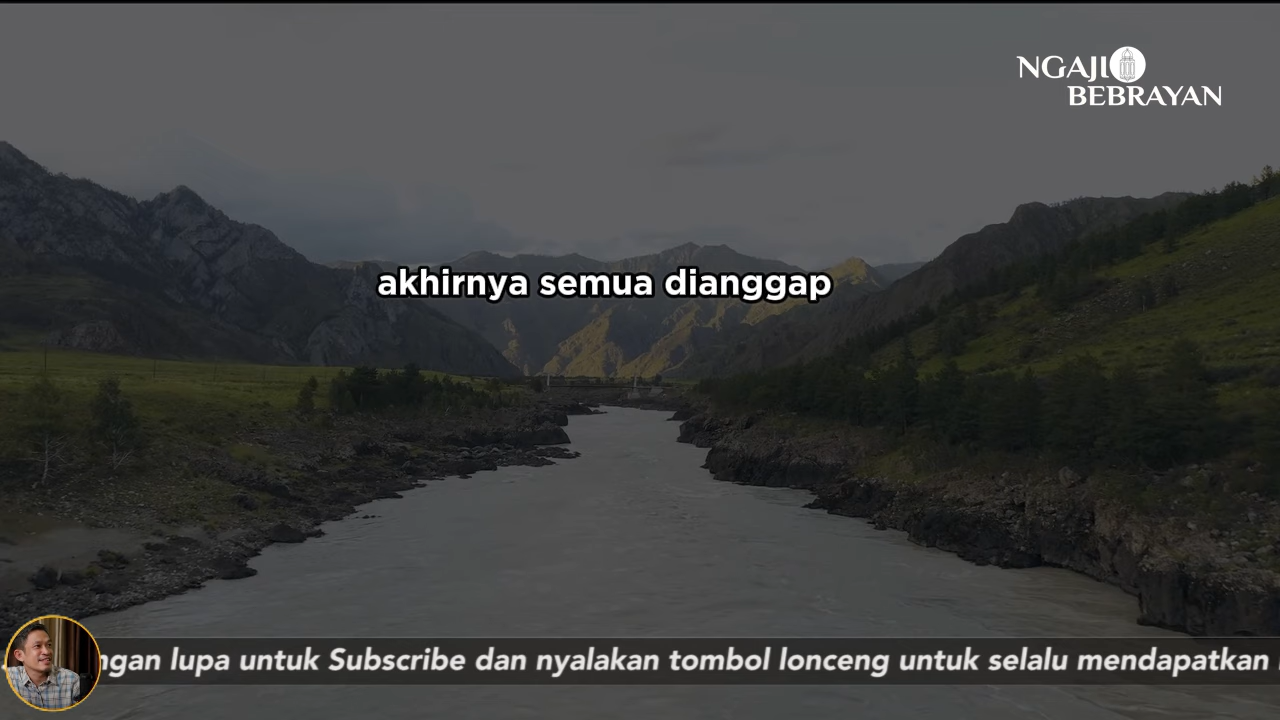 NGAJI
BEBRAYAN
akhirnya semua dianggap
ngan lupa untuk Subscribe dan nyalakan tombol lonceng untuk selalu mendapatkan